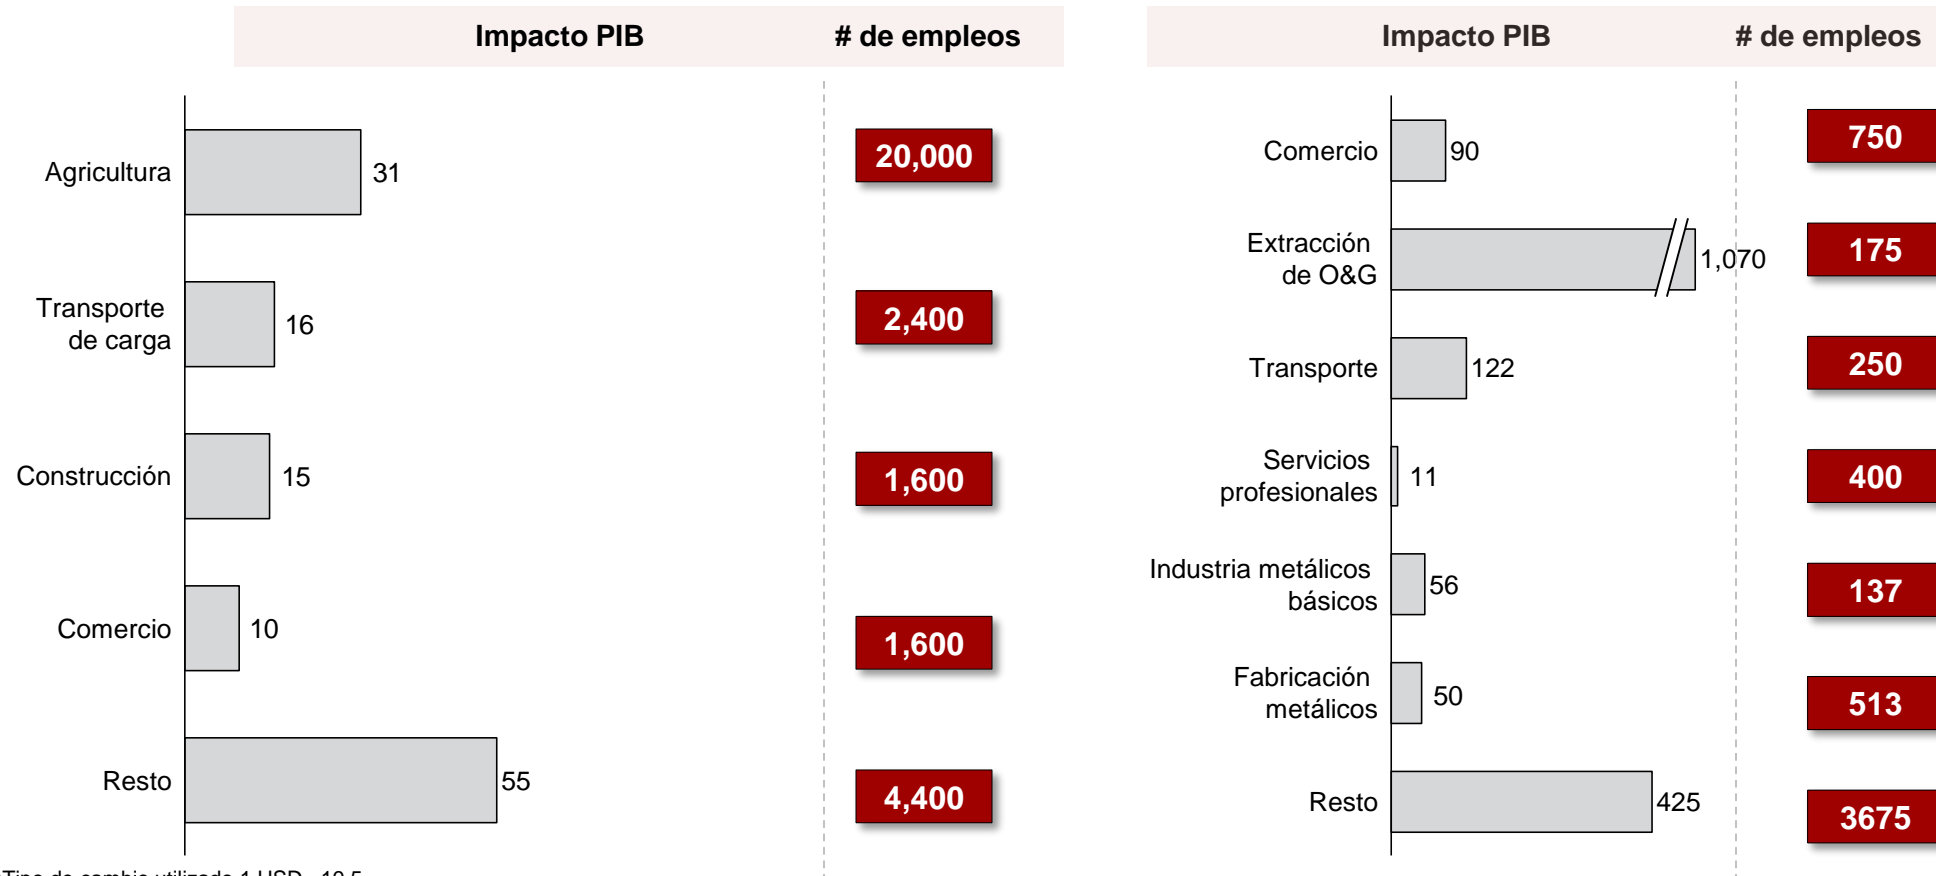 Impacto PIB
# de empleos
Agricultura
31
20,000
Transporte
de carga
16
2,400
Construcción
15
1,600
Comercio
10
1,600
Resto
55
4,400
Impacto PIB
# de empleos
Comercio
90
750
Extracción
de O&G
1,070
175
Transporte
122
250
Servicios
profesionales
11
400
Industria metálicos
básicos
56
137
Fabricación
metálicos
50
513
Resto
425
3675